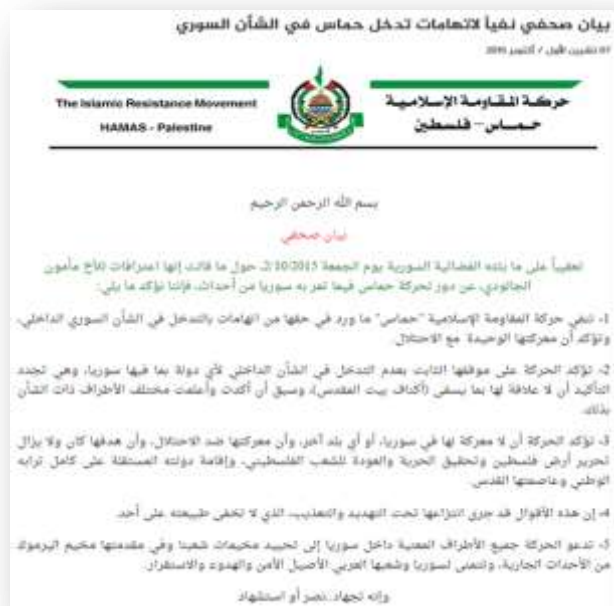 بيان صحفي نفياً لاتهامات تدخل حماس في الشأن السوري
07 تشرين الأول / أكتوبر 2015
The Islamic Resistance Movement
HAMAS - Palestine
حركة المقاومة الإسلامية
حماس – فلسطين
بسم الله الرحمن الرحيم
بيان صحفي
تعقيباً على ما بثته الفضائية السورية يوم الجمعة 2/10/2015، حول ما قالت إنها اعترافات للأخ مأمون
الجالودي، عن دور لحركة حماس فيما تمر به سوريا من أحداث، فإننا نؤكد ما يلي:
1- تنفي حركة المقاومة الإسلامية "حماس" ما ورد في حقها من اتهامات بالتدخل في الشأن السوري الداخلي،
وتؤكد أن معركتها الوحيدة مع الاحتلال.
2- تؤكد الحركة على موقفها الثابت بعدم التدخل في الشأن الداخلي لأي دولة بما فيها سوريا، وهي تجدد
التأكيد أن لا علاقة لها بما يسمى (أكناف بيت المقدس)، وسبق أن أكدت وأعلمت مختلف الأطراف ذات الشأن
بذلك.
3- تؤكد الحركة أن لا معركة لها في سوريا، أو أي بلد آخر، وأن معركتها ضد الاحتلال، وأن هدفها كان ولا يزال
تحرير أرض فلسطين وتحقيق الحرية والعودة للشعب الفلسطيني، وإقامة دولته المستقلة على كامل ترابه
الوطني وعاصمتها القدس.
4- إن هذه الأقوال قد جرى انتزاعها تحت التهديد والتعذيب، الذي لا تخفى طبيعته على أحد.
5- تدعو الحركة جميع الأطراف المعنية داخل سوريا إلى تحييد مخيمات شعبنا وفي مقدمتها مخيم اليرموك
من الأحداث الجارية، ونتمنى لسوريا وشعبها العربي الأصيل الأمن والهدوء والاستقرار.
وإنه لجهاد..نصر أو استشهاد